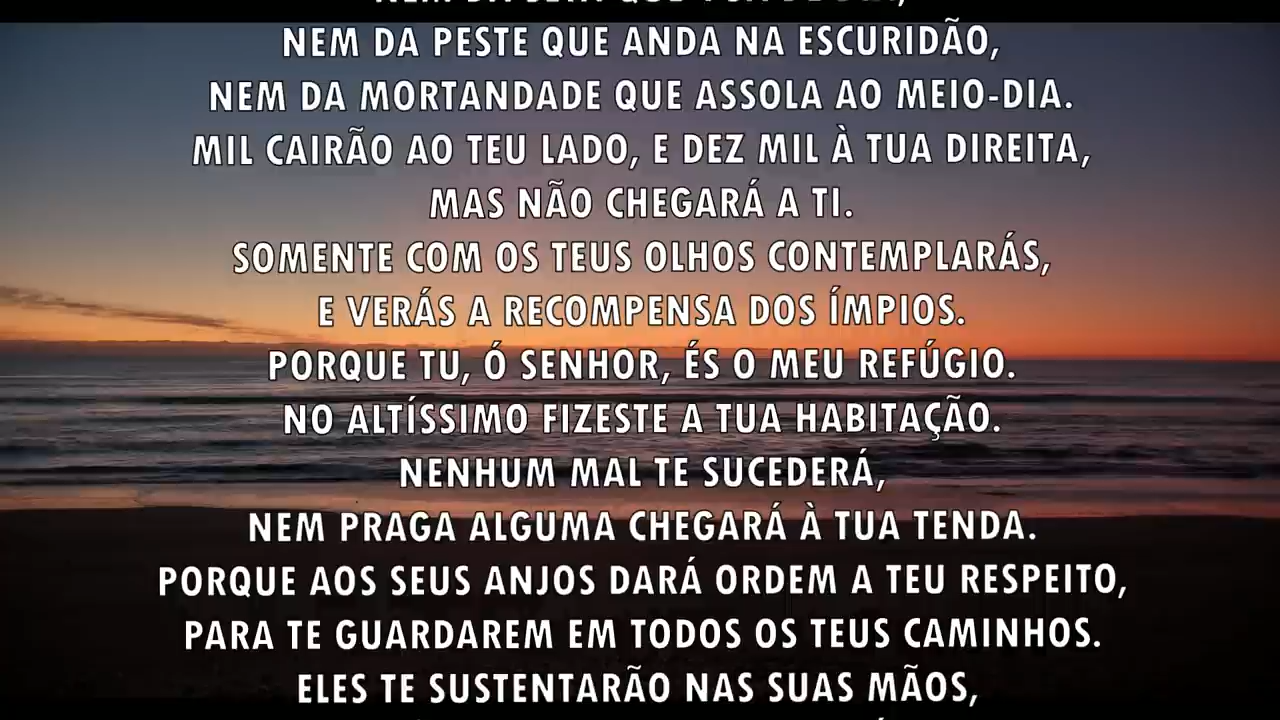 NEM DA PESTE QUE ANDA NA ESCURIDÃO,
NEM DA MORTANDADE QUE ASSOLA AO MEIO-DIA.
MIL CAIRÃO AO TEU LADO, E DEZ MIL À TUA DIREITA,
MAS NÃO CHEGARÁ A TI.
SOMENTE COM OS TEUS OLHOS CONTEMPLARÁS,
E VERÁS A RECOMPENSA DOS ÍMPIOS.
PORQUE TU, Ó SENHOR, ÉS O MEU REFÚGIO.
NO ALTÍSSIMO FIZESTE A TUA HABITAÇÃO.
NENHUM MAL TE SUCEDERÁ,
NEM PRAGA ALGUMA CHEGARÁ À TUA TENDA.
PORQUE AOS SEUS ANJOS DARÁ ORDEM A TEU RESPEITO,
PARA TE GUARDAREM EM TODOS OS TEUS CAMINHOS.
ELES TE SUSTENTARÃO NAS SUAS MÃOS,